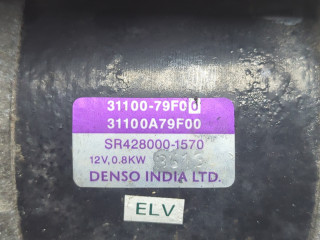 31100-79F00
31100A79F00
SR428000-1570
12V,0.8KW
DENSO INDIA LTD.
ELV